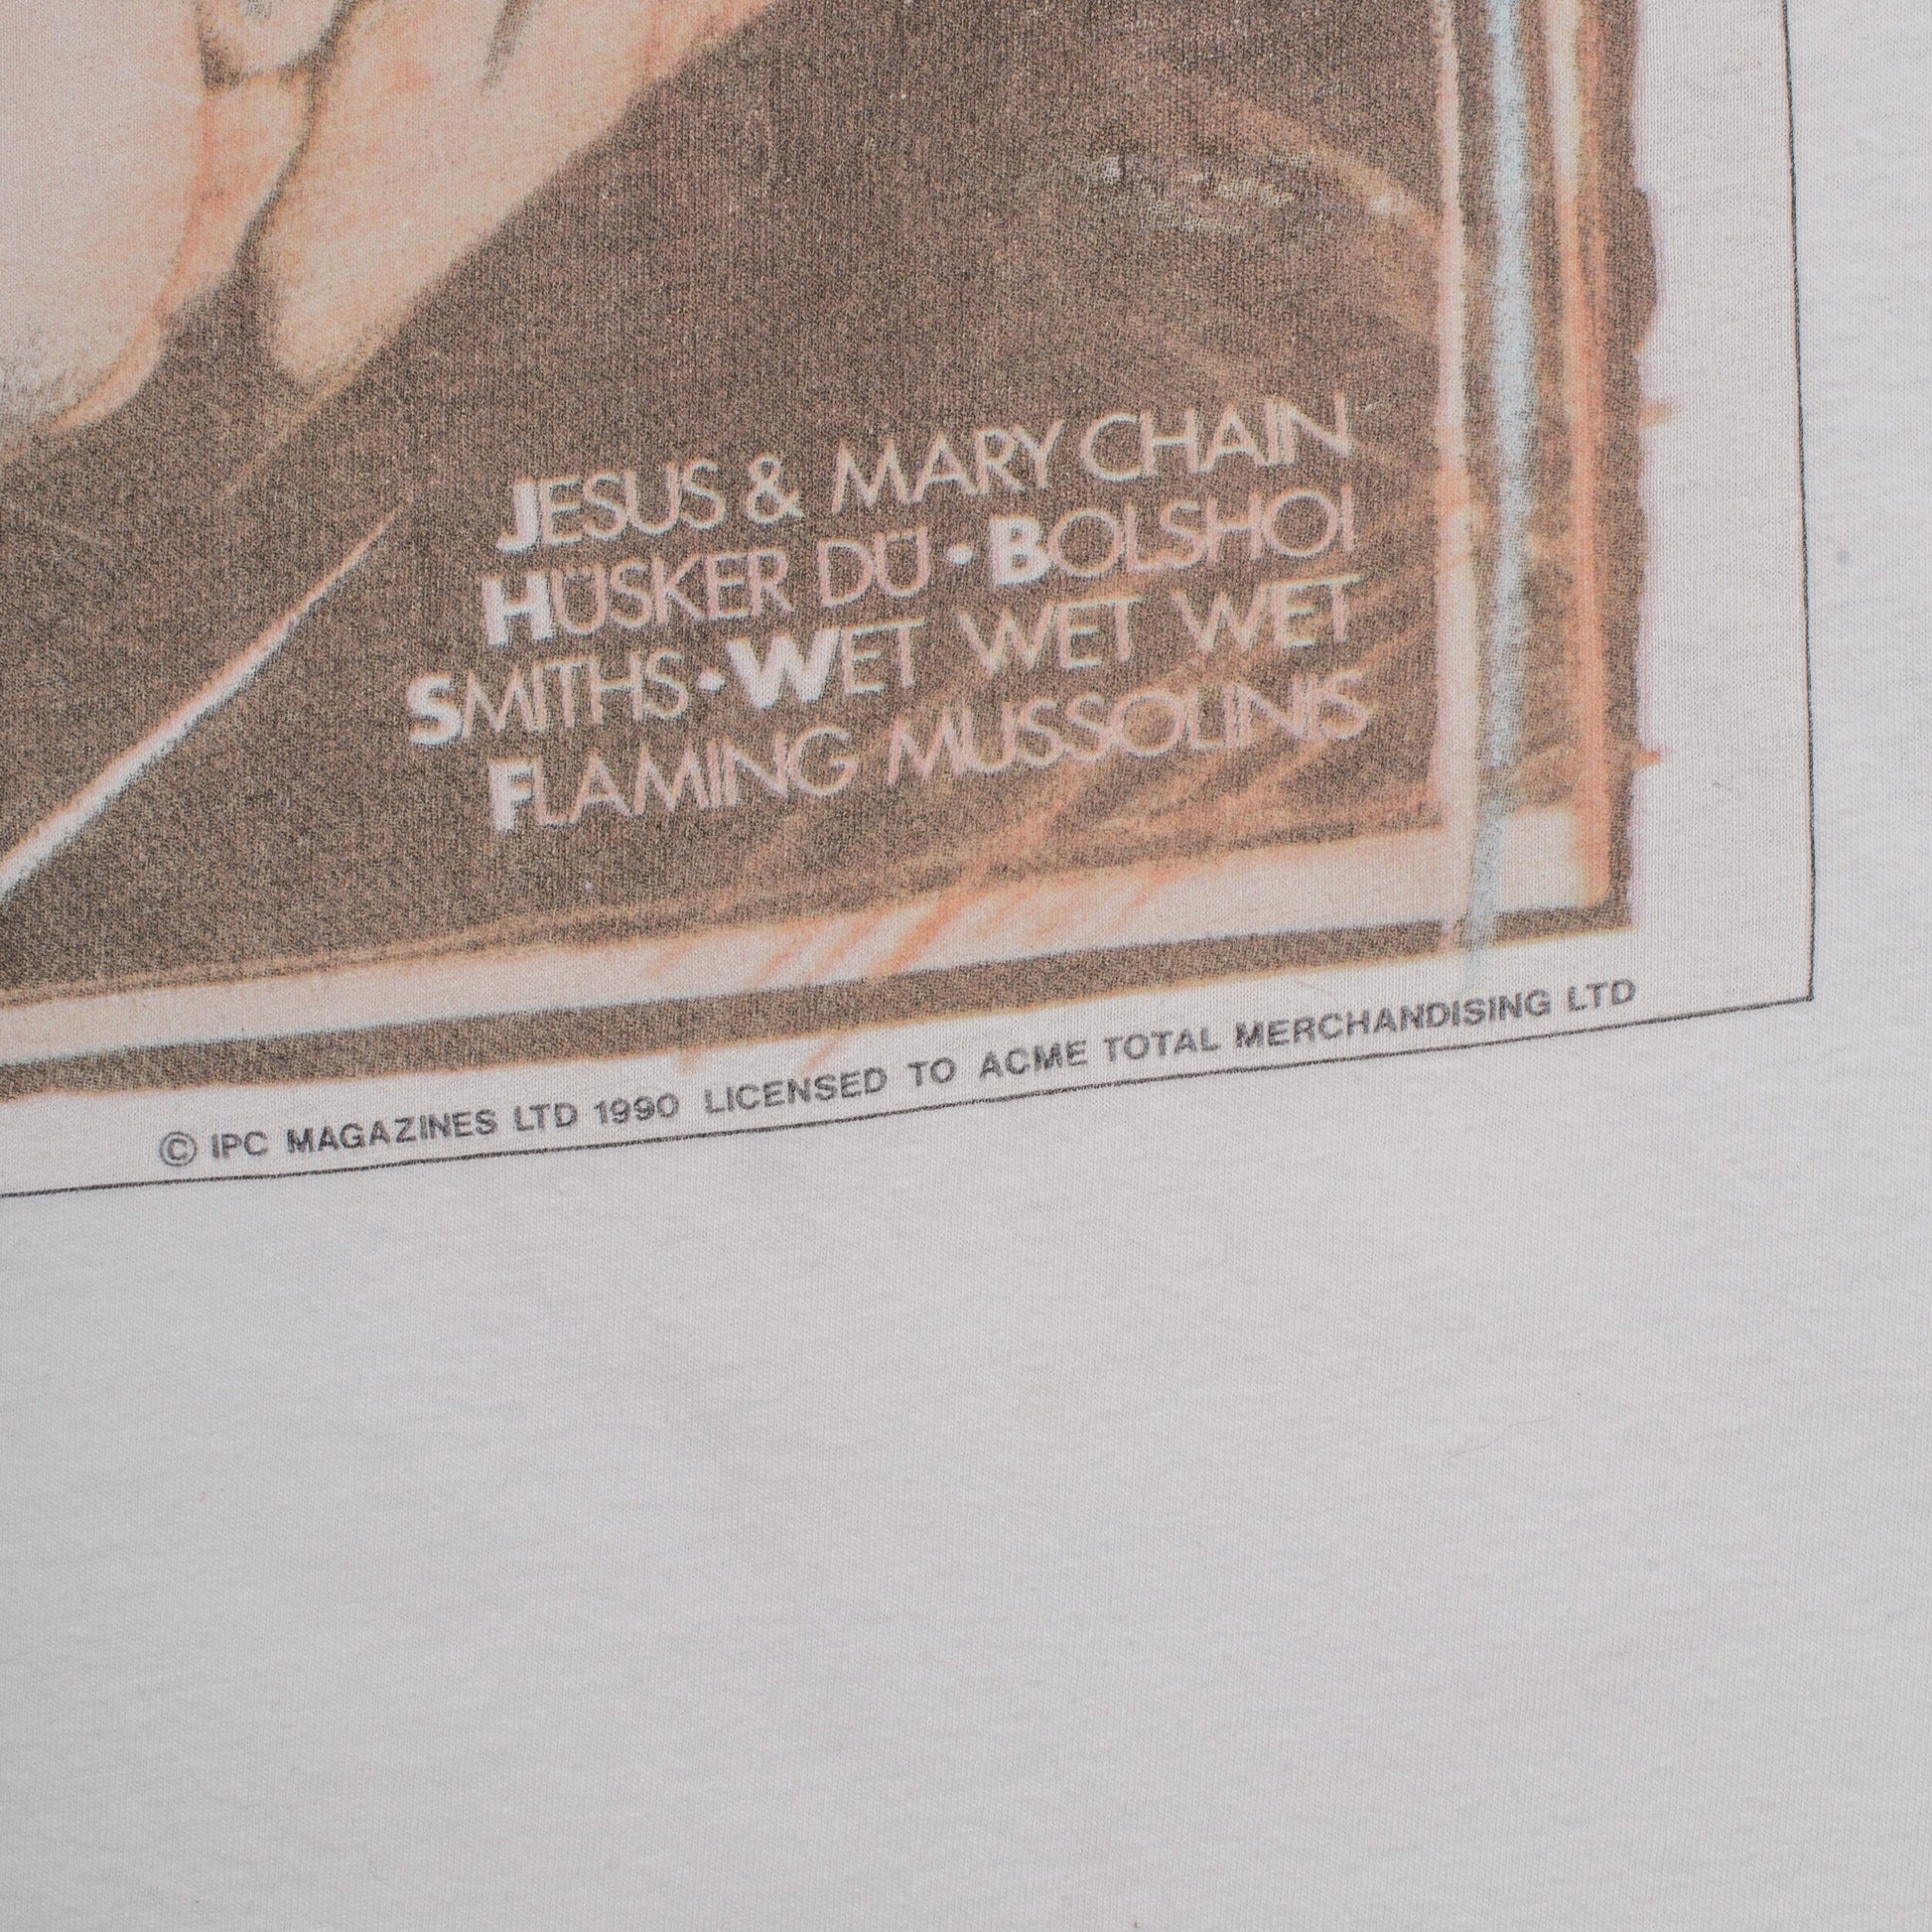 JESUS & MARY CHAIN
HÜSKER DÜ • BOLSHOI
SMITHS • WET WET WET
FLAMING MUSSOLINIS
© IPC MAGAZINES LTD 1990 LICENSED TO ACME TOTAL MERCHANDISING LTD